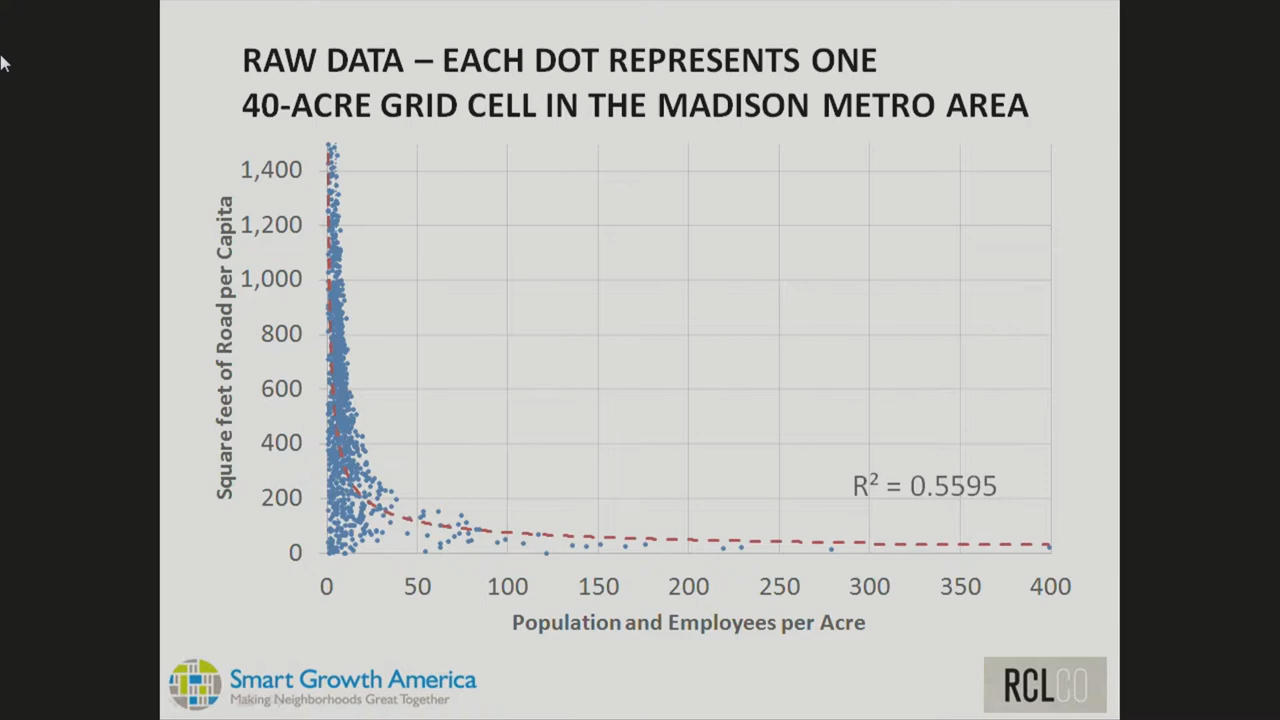 RAW DATA – EACH DOT REPRESENTS ONE
40-ACRE GRID CELL IN THE MADISON METRO AREA
Square feet of Road per Capita
1,400
1,200
1,000
800
600
400
200
0
R² = 0.5595
0 50 100 150 200 250 300 350 400
Population and Employees per Acre
Smart Growth America
Making Neighborhoods Great Together
RCLCO